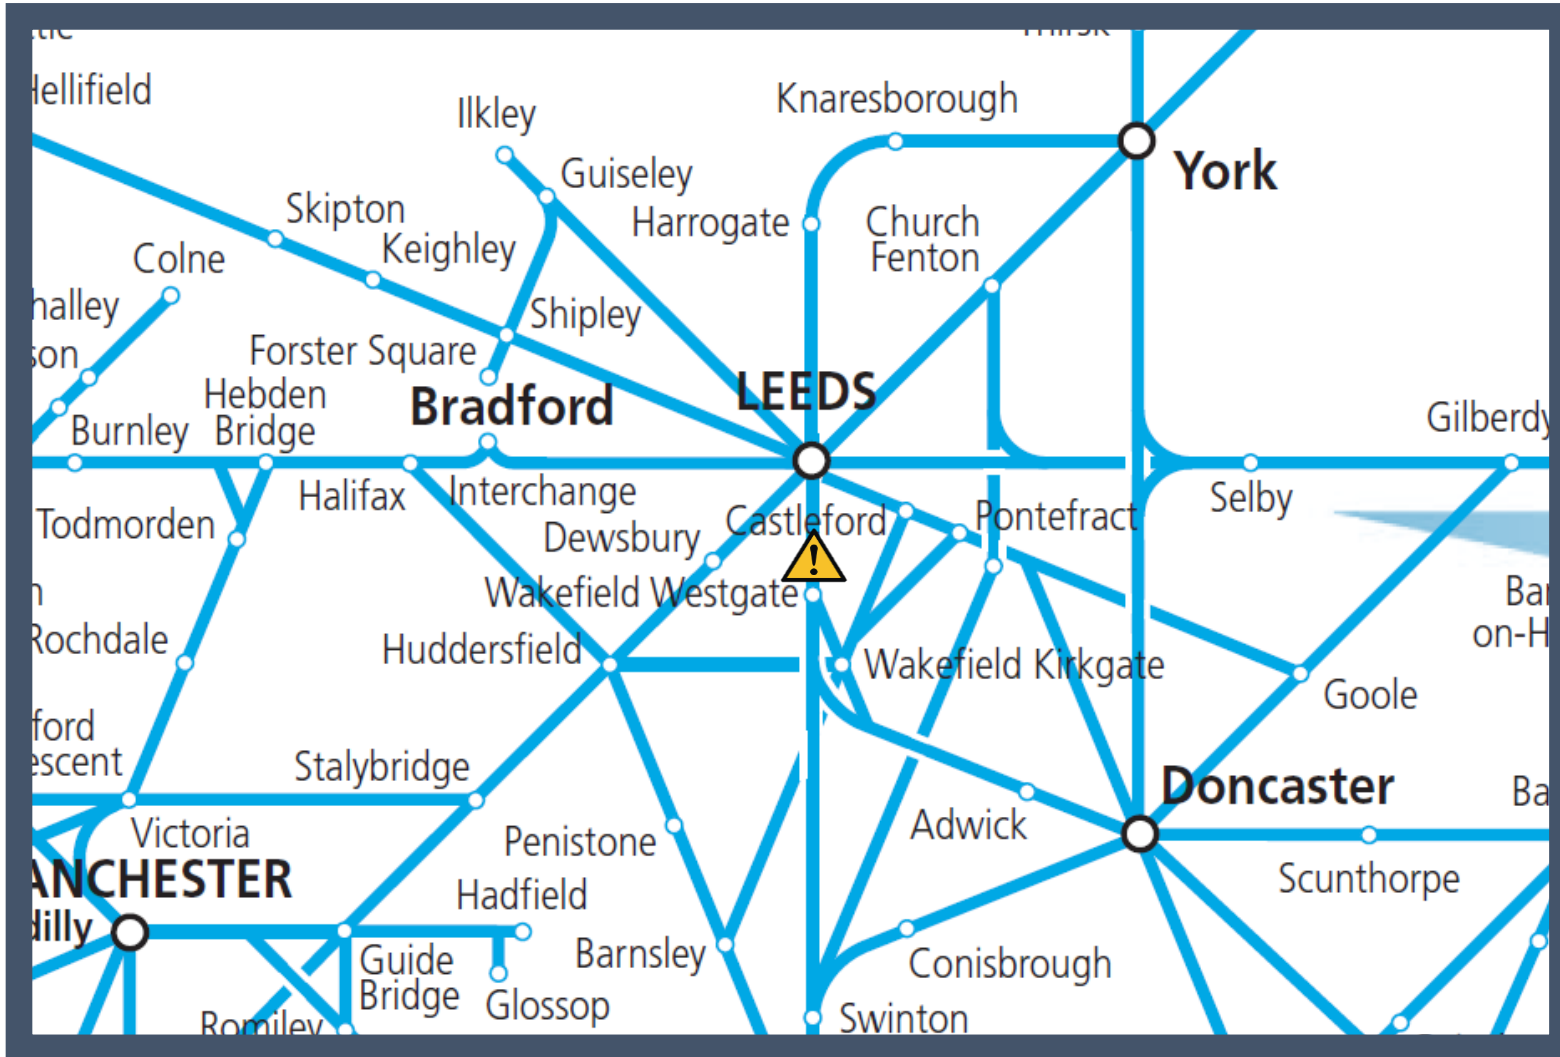 Hellifield
Ilkley
Knaresborough
York
Guiseley
Skipton
Harrogate
Church
Fenton
Keighley
Colne
Shipley
Forster Square
Hebden
Bridge
Bradford
LEEDS
Burnley
Halifax
Interchange
Selby
Todmorden
Castleford
Pontefract
Dewsbury
!
Wakefield Westgate
Rochdale
Huddersfield
Wakefield Kirkgate
Goole
Stalybridge
Doncaster
Victoria
Adwick
Penistone
Scunthorpe
Hadfield
Barnsley
Guide
Bridge
Conisbrough
Glossop
Swinton
Romiley